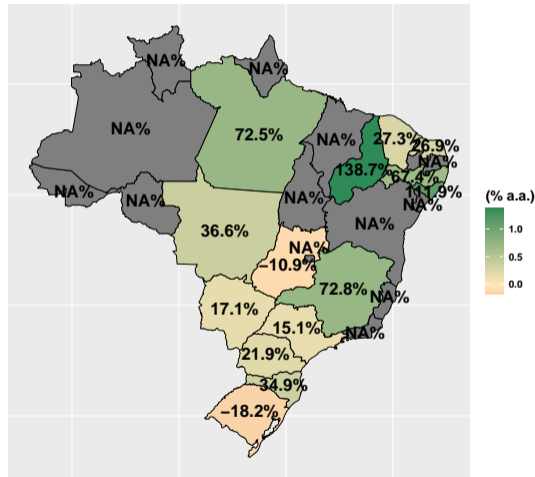 NA%
NA%
NA%
72.5%
NA%
27.3%
26.9%
NA%
138.7%
67.4%
111.9%
NA%
NA%
NA%
NA%
NA%
36.6%
NA%
−10.9%
72.8%
NA%
17.1%
15.1%
NA%
21.9%
34.9%
−18.2%
(% a.a.)
1.0
0.5
0.0